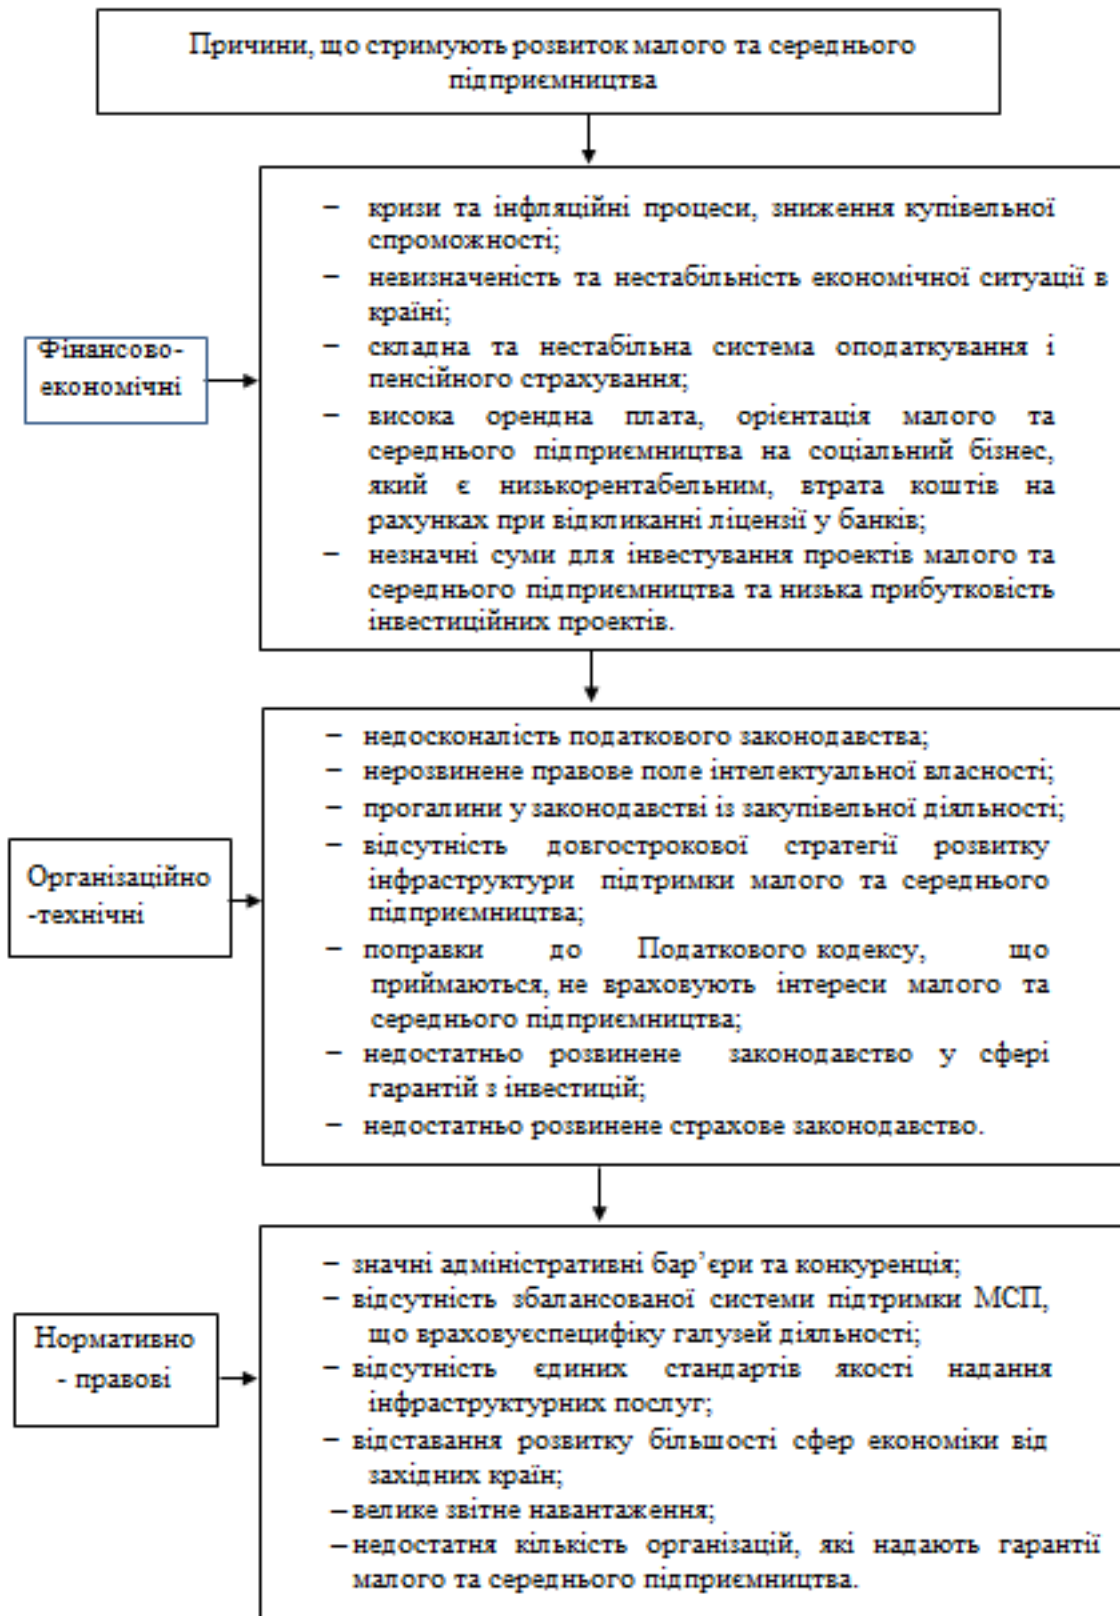 Причини, що стримують розвиток малого та середнього
підприємництва
Фінансово-
економічні
– кризи та інфляційні процеси, зниження купівельної
спроможності;
– невизначеність та нестабільність економічної ситуації в
країні;
– складна та нестабільна система оподаткування і
пенсійного страхування;
– висока орендна плата, орієнтація малого та
середнього підприємництва на соціальний бізнес,
який є низькорентабельним, втрата коштів на
рахунках при відкликанні ліцензії у банків;
– незначні суми для інвестування проектів малого та
середнього підприємництва та низька прибутковість
інвестиційних проектів.
Організаційно
-технічні
– недосконалість податкового законодавства;
– нерозвинене правове поле інтелектуальної власності;
– прогалини у законодавстві із закупівельної діяльності;
– відсутність довгострокової стратегії розвитку
інфраструктури підтримки малого та середнього
підприємництва;
– поправки до Податкового кодексу, що
приймаються, не враховують інтереси малого та
середнього підприємництва;
– недостатньо розвинене законодавство у сфері
гарантій з інвестицій;
– недостатньо розвинене страхове законодавство.
Нормативно
- правові
– значні адміністративні бар’єри та конкуренція;
– відсутність збалансованої системи підтримки МСП,
що враховуєспецифіку галузей діяльності;
– відсутність єдиних стандартів якості надання
інфраструктурних послуг;
– відставання розвитку більшості сфер економіки від
західних країн;
– велике звітне навантаження;
– недостатня кількість організацій, які надають гарантії
малого та середнього підприємництва.